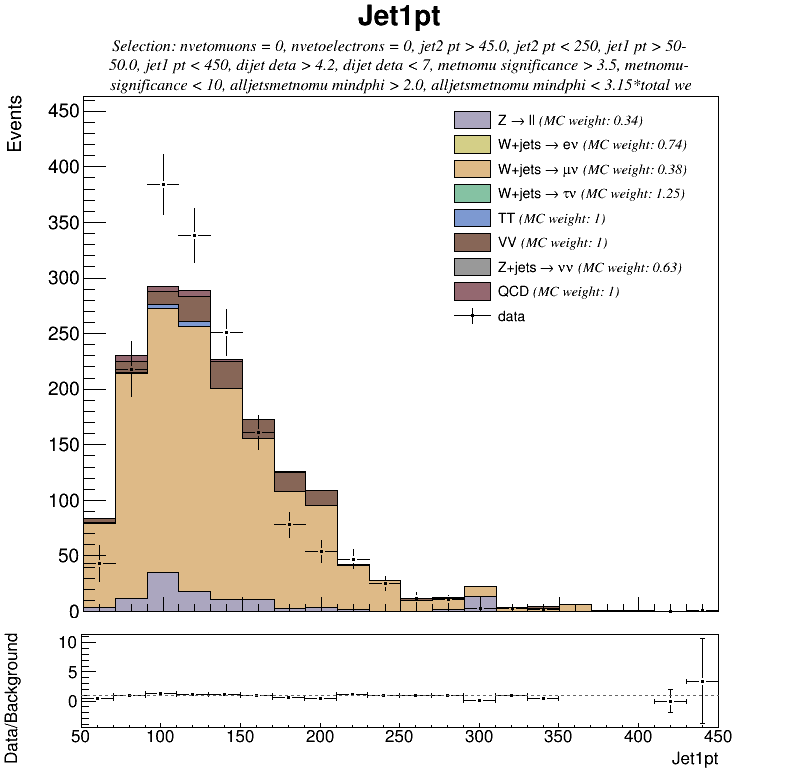 Jet1pt
Selection: nvetomuons = 0, nvetoelectrons = 0, jet2 pt > 45.0, jet2 pt < 250, jet1 pt > 50-
50.0, jet1 pt < 450, dijet deta > 4.2, dijet deta < 7, metnomu significance > 3.5, metnomu-
significance < 10, alljetsmetnomu mindphi > 2.0, alljetsmetnomu mindphi < 3.15*total we
Events
450
400
350
300
250
200
150
100
50
0
Z → ll (MC weight: 0.34)
W+jets → eν (MC weight: 0.74)
W+jets → μν (MC weight: 0.38)
W+jets → τν (MC weight: 1.25)
TT (MC weight: 1)
VV (MC weight: 1)
Z+jets → νν (MC weight: 0.63)
QCD (MC weight: 1)
data
Data/Background
10
5
0
50 100 150 200 250 300 350 400 450
Jet1pt